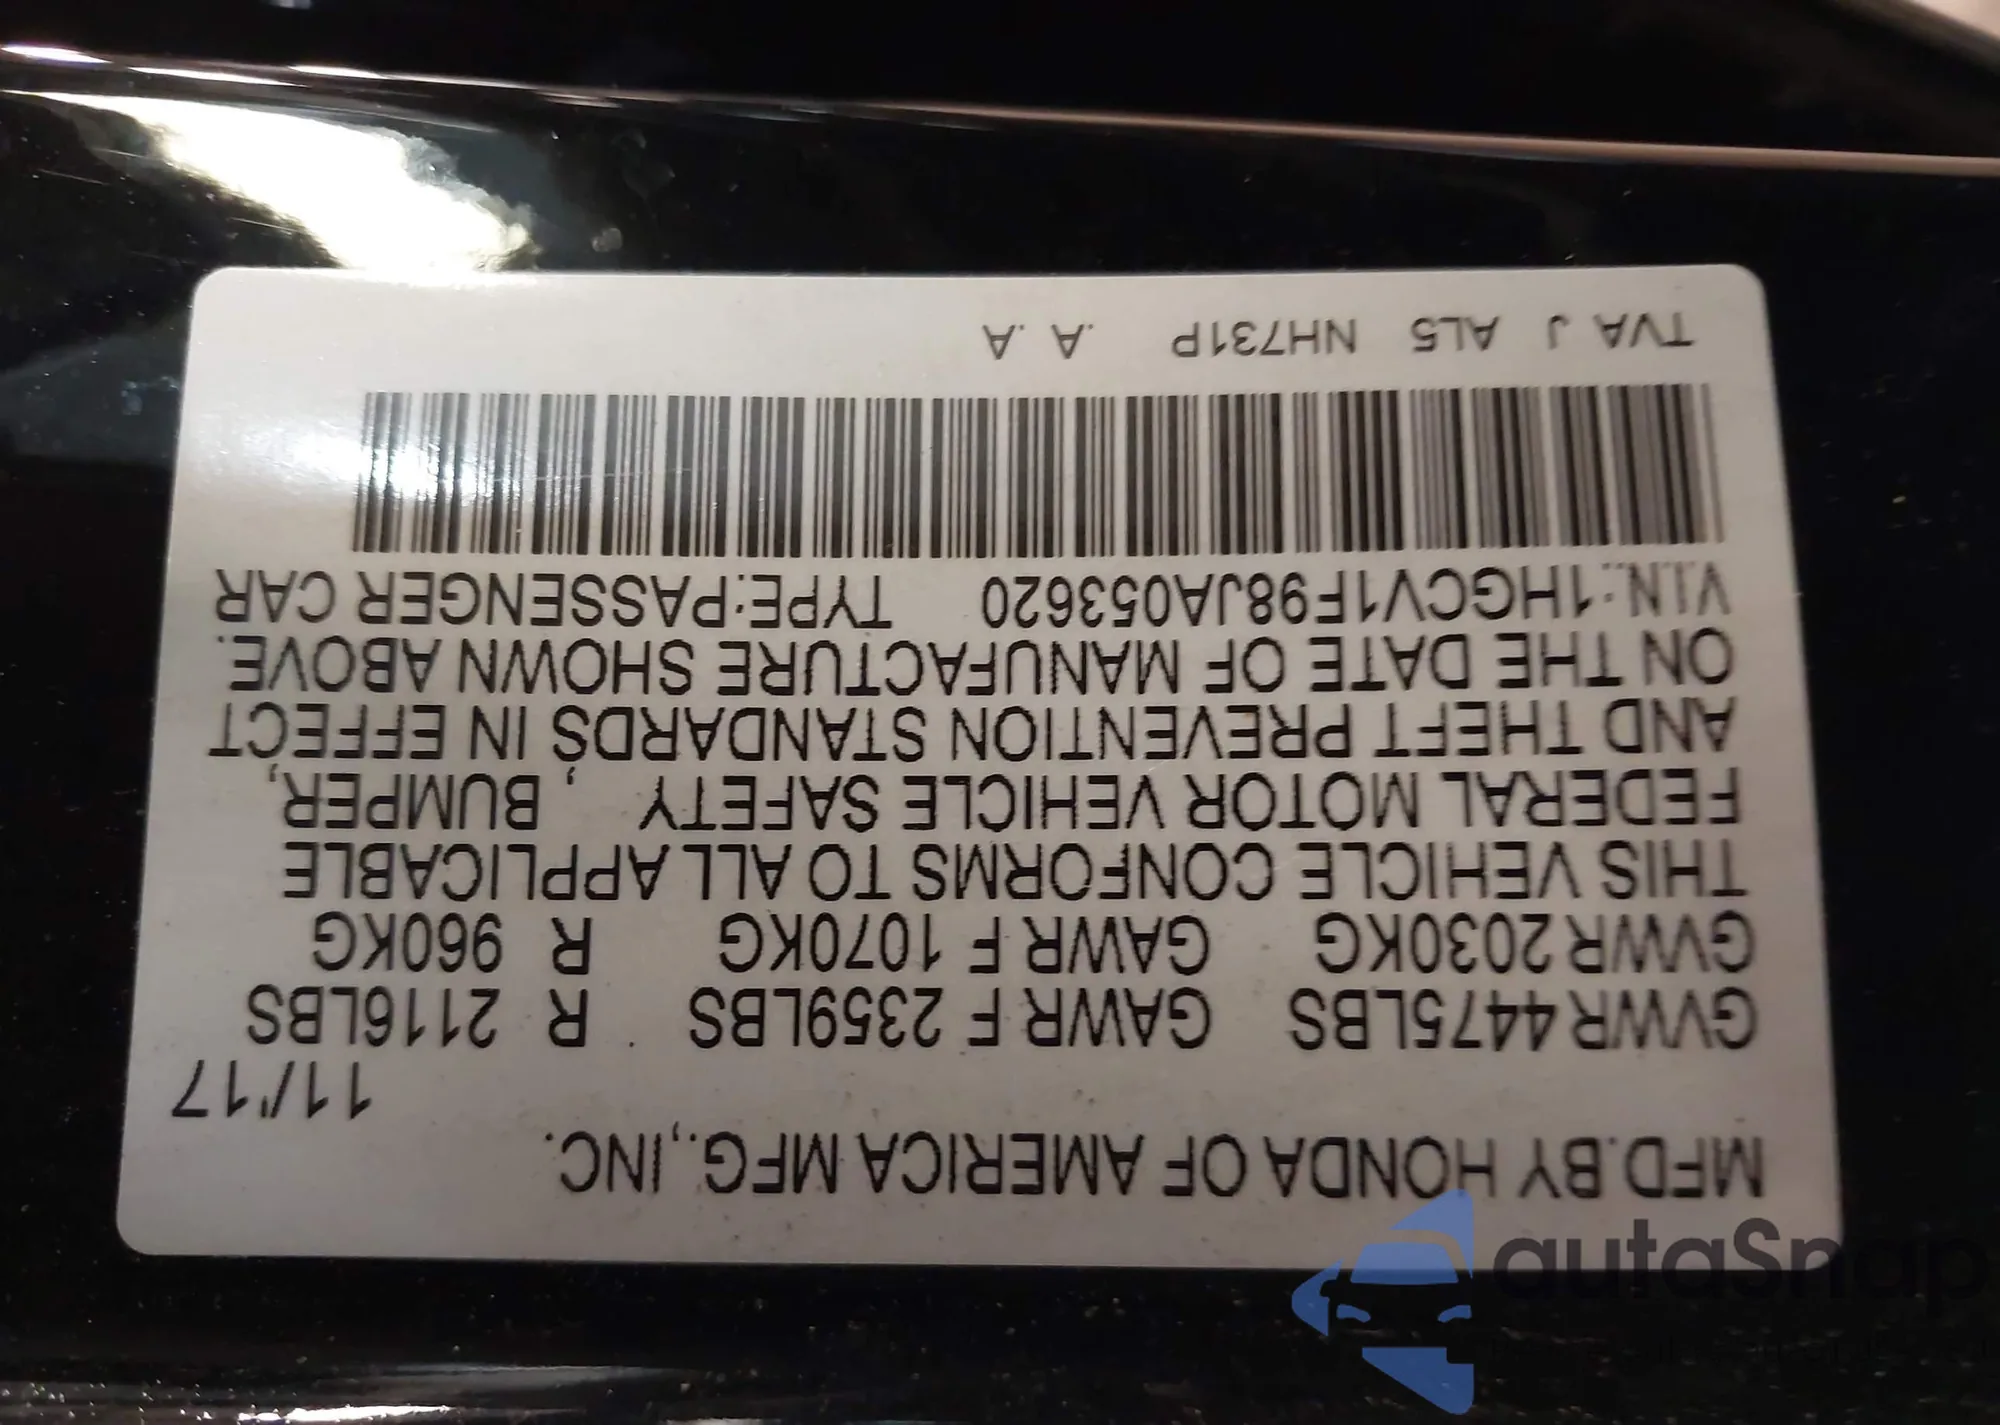 MFD.BY HONDA OF AMERICA MFG.,INC.
11/'17
GVWR 4475LBS GAWR F 2359LBS R 2116LBS
GVWR 2030KG GAWR F 1070KG R 960KG
THIS VEHICLE CONFORMS TO ALL APPLICABLE
FEDERAL MOTOR VEHICLE SAFETY , BUMPER,
AND THEFT PREVENTION STANDARDS IN EFFECT
ON THE DATE OF MANUFACTURE SHOWN ABOVE.
V.I.N.:1HGCV1F98JA053620 TYPE:PASSENGER CAR
TVA J AL5 NH731P .A A.
autaSnap